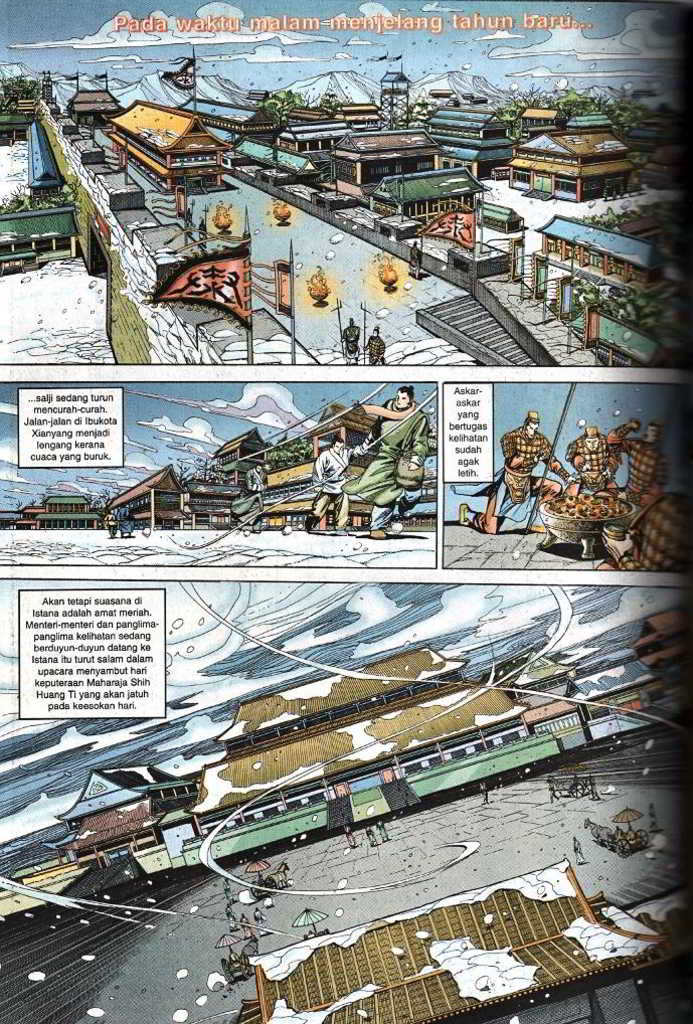 Pada waktu malam menjelang tahun baru...
...salji sedang turun
mencurah-curah.
Jalan-jalan di Ibukota
Xianyang menjadi
lengang kerana
cuaca yang buruk.
Askar-
askar
yang
bertugas
kelihatan
sudah
agak
letih.
Akan tetapi suasana di
Istana adalah amat meriah.
Menteri-menteri dan panglima-
panglima kelihatan sedang
berduyun-duyun datang ke
Istana itu turut salam dalam
upacara menyambut hari
keputeraan Maharaja Shih
Huang Ti yang akan jatuh
pada keesokan hari.